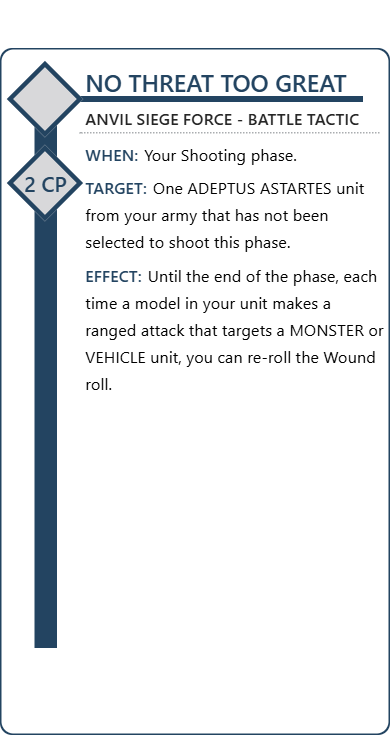 NO THREAT TOO GREAT
ANVIL SIEGE FORCE - BATTLE TACTIC
WHEN: Your Shooting phase.
2 CP
TARGET: One ADEPTUS ASTARTES unit
from your army that has not been
selected to shoot this phase.
EFFECT: Until the end of the phase, each
time a model in your unit makes a
ranged attack that targets a MONSTER or
VEHICLE unit, you can re-roll the Wound
roll.